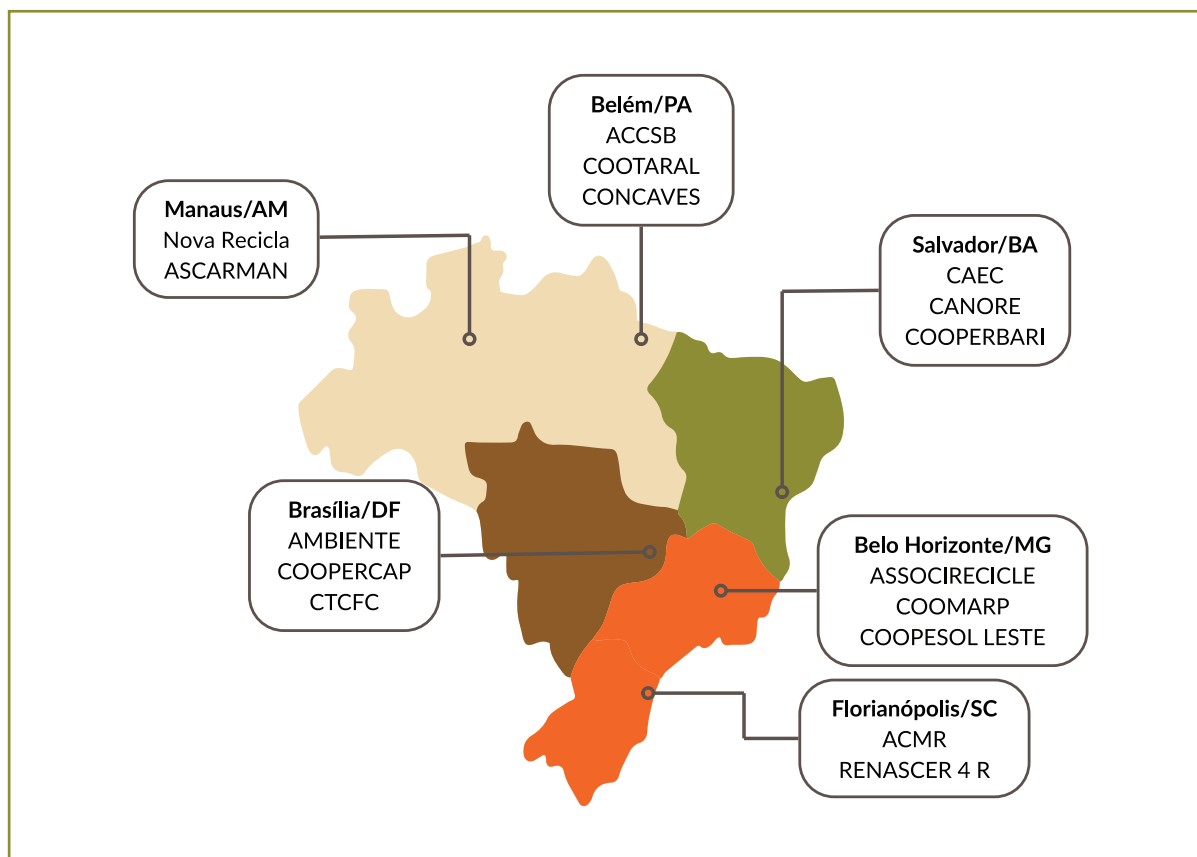 Belém/PA
ACCSB
COOTARAL
CONCAVES
Manaus/AM
Nova Recicla
ASCARMAN
Salvador/BA
CAEC
CANORE
COOPERBARI
Brasília/DF
AMBIENTE
COOPERCAP
CTCFC
Belo Horizonte/MG
ASSOCIRECICLE
COOMARP
COOPESOL LESTE
Florianópolis/SC
ACMR
RENASCER 4 R